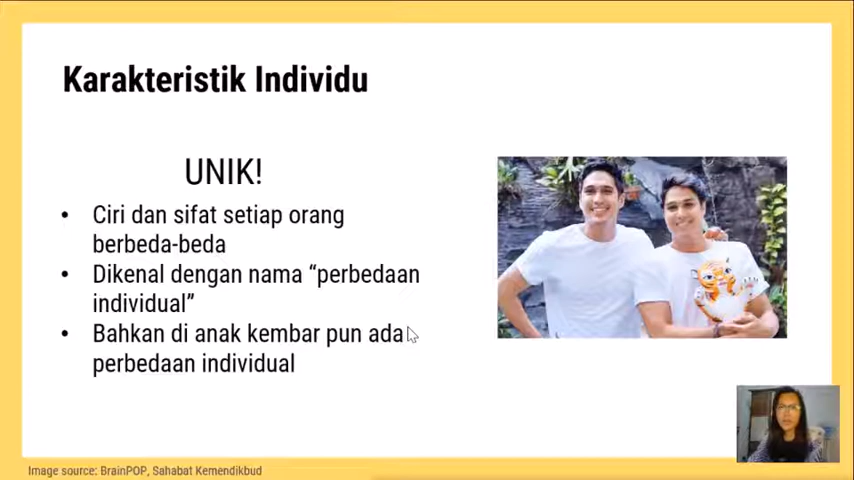 Karakteristik Individu
UNIK!
• Ciri dan sifat setiap orang
berbeda-beda
• Dikenal dengan nama “perbedaan
individual”
• Bahkan di anak kembar pun ada
perbedaan individual
Image source: BrainPOP, Sahabat Kemendikbud